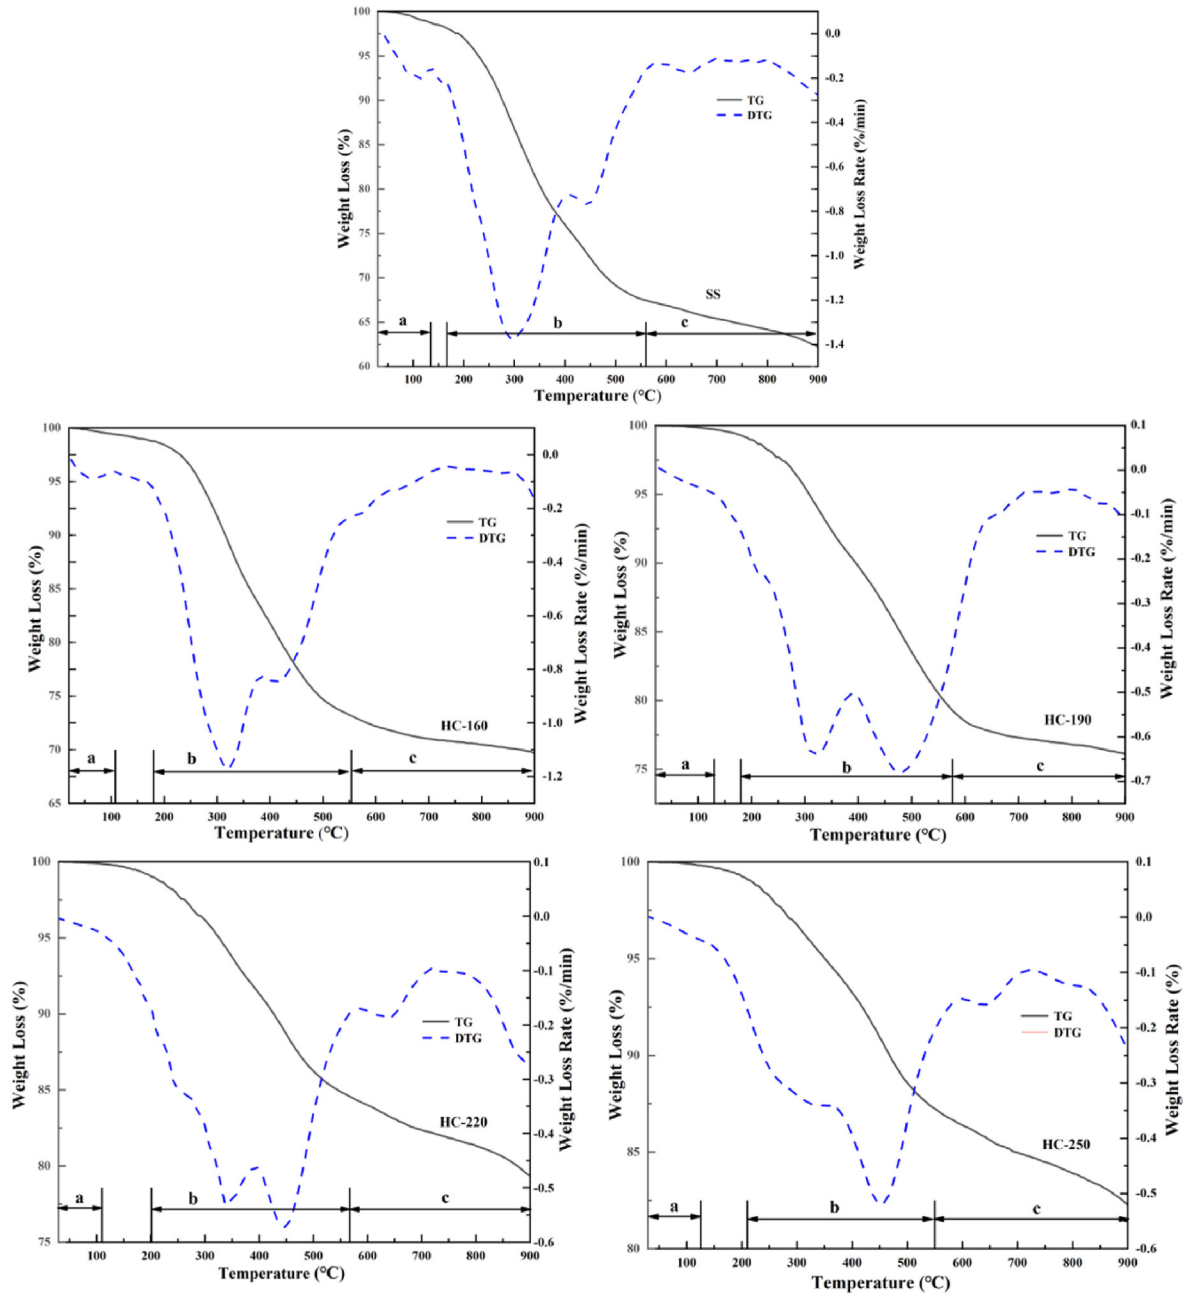 100
95
90
85
80
75
70
65
60
Weight Loss (%)
0.0
-0.2
-0.4
-0.6
-0.8
-1.0
-1.2
-1.4
Weight Loss Rate (%/min)
TG
DTG
SS
a
b
c
100 200 300 400 500 600 700 800 900
Temperature (℃)
100
95
90
85
80
75
70
65
Weight Loss (%)
0.0
-0.2
-0.4
-0.6
-0.8
-1.0
-1.2
Weight Loss Rate (%/min)
TG
DTG
HC-160
a
b
c
100 200 300 400 500 600 700 800 900
Temperature (℃)
100
95
90
85
80
75
Weight Loss (%)
0.1
0.0
-0.1
-0.2
-0.3
-0.4
-0.5
-0.6
-0.7
Weight Loss Rate (%/min)
TG
DTG
HC-190
a
b
c
100 200 300 400 500 600 700 800 900
Temperature (℃)
100
95
90
85
80
75
Weight Loss (%)
0.1
0.0
-0.1
-0.2
-0.3
-0.4
-0.5
-0.6
Weight Loss Rate (%/min)
TG
DTG
HC-220
a
b
c
100 200 300 400 500 600 700 800 900
Temperature (℃)
100
95
90
85
80
Weight Loss (%)
0.1
0.0
-0.1
-0.2
-0.3
-0.4
-0.5
-0.6
Weight Loss Rate (%/min)
TG
DTG
HC-250
a
b
c
100 200 300 400 500 600 700 800 900
Temperature (℃)